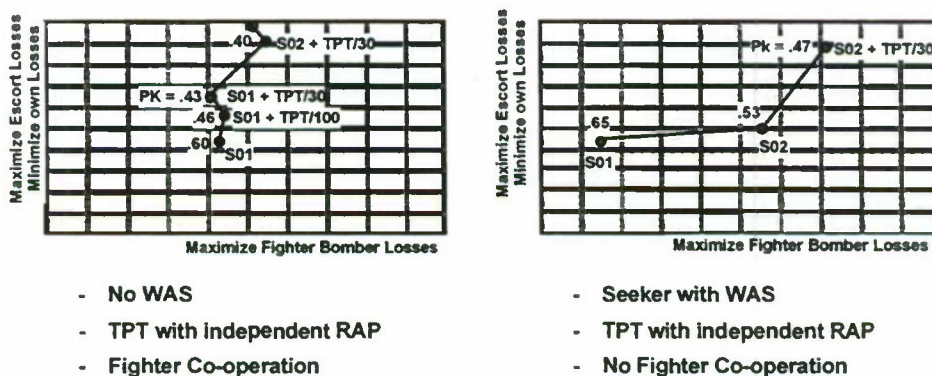 Maximize Escort Losses
Minimize own Losses
.40
S02 + TPT/30
PK = .43
S01 + TPT/30
.46
S01 + TPT/100
.60
S01
Maximize Fighter Bomber Losses
- No WAS
- TPT with independent RAP
- Fighter Co-operation
Maximize Escort Losses
Minimize own Losses
Pk = .47
S02 + TPT/30
.53
.65
S01
S02
Maximize Fighter Bomber Losses
- Seeker with WAS
- TPT with independent RAP
- No Fighter Co-operation